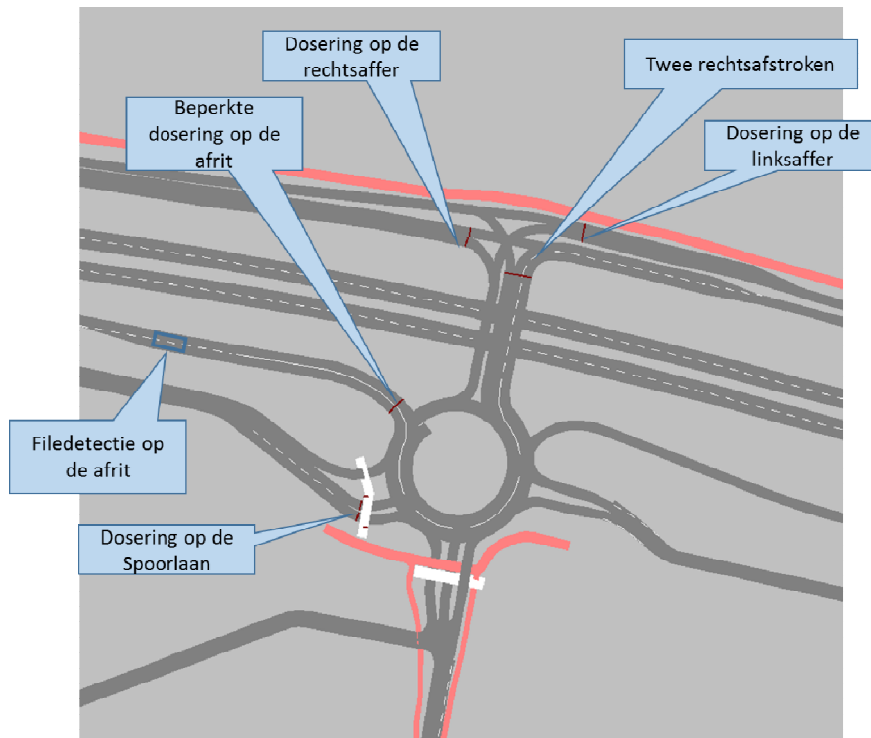 Dosering op de
rechtsaffer
Twee rechtsafstroken
Beperkte
dosering op de
afrit
Dosering op de
linksaffer
Filedetectie op
de afrit
Dosering op de
Spoorlaan